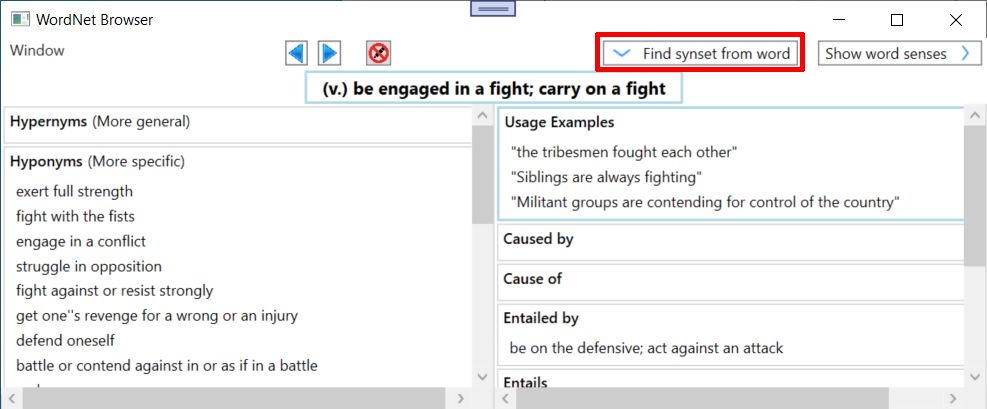 WordNet Browser
Window
Find synset from word
Show word senses
(v.) be engaged in a fight; carry on a fight
Hypernyms (More general)
Hyponyms (More specific)
exert full strength
fight with the fists
engage in a conflict
struggle in opposition
fight against or resist strongly
get one''s revenge for a wrong or an injury
defend oneself
battle or contend against in or as if in a battle
Usage Examples
"the tribesmen fought each other"
"Siblings are always fighting"
"Militant groups are contending for control of the country"
Caused by
Cause of
Entailed by
be on the defensive; act against an attack
Entails